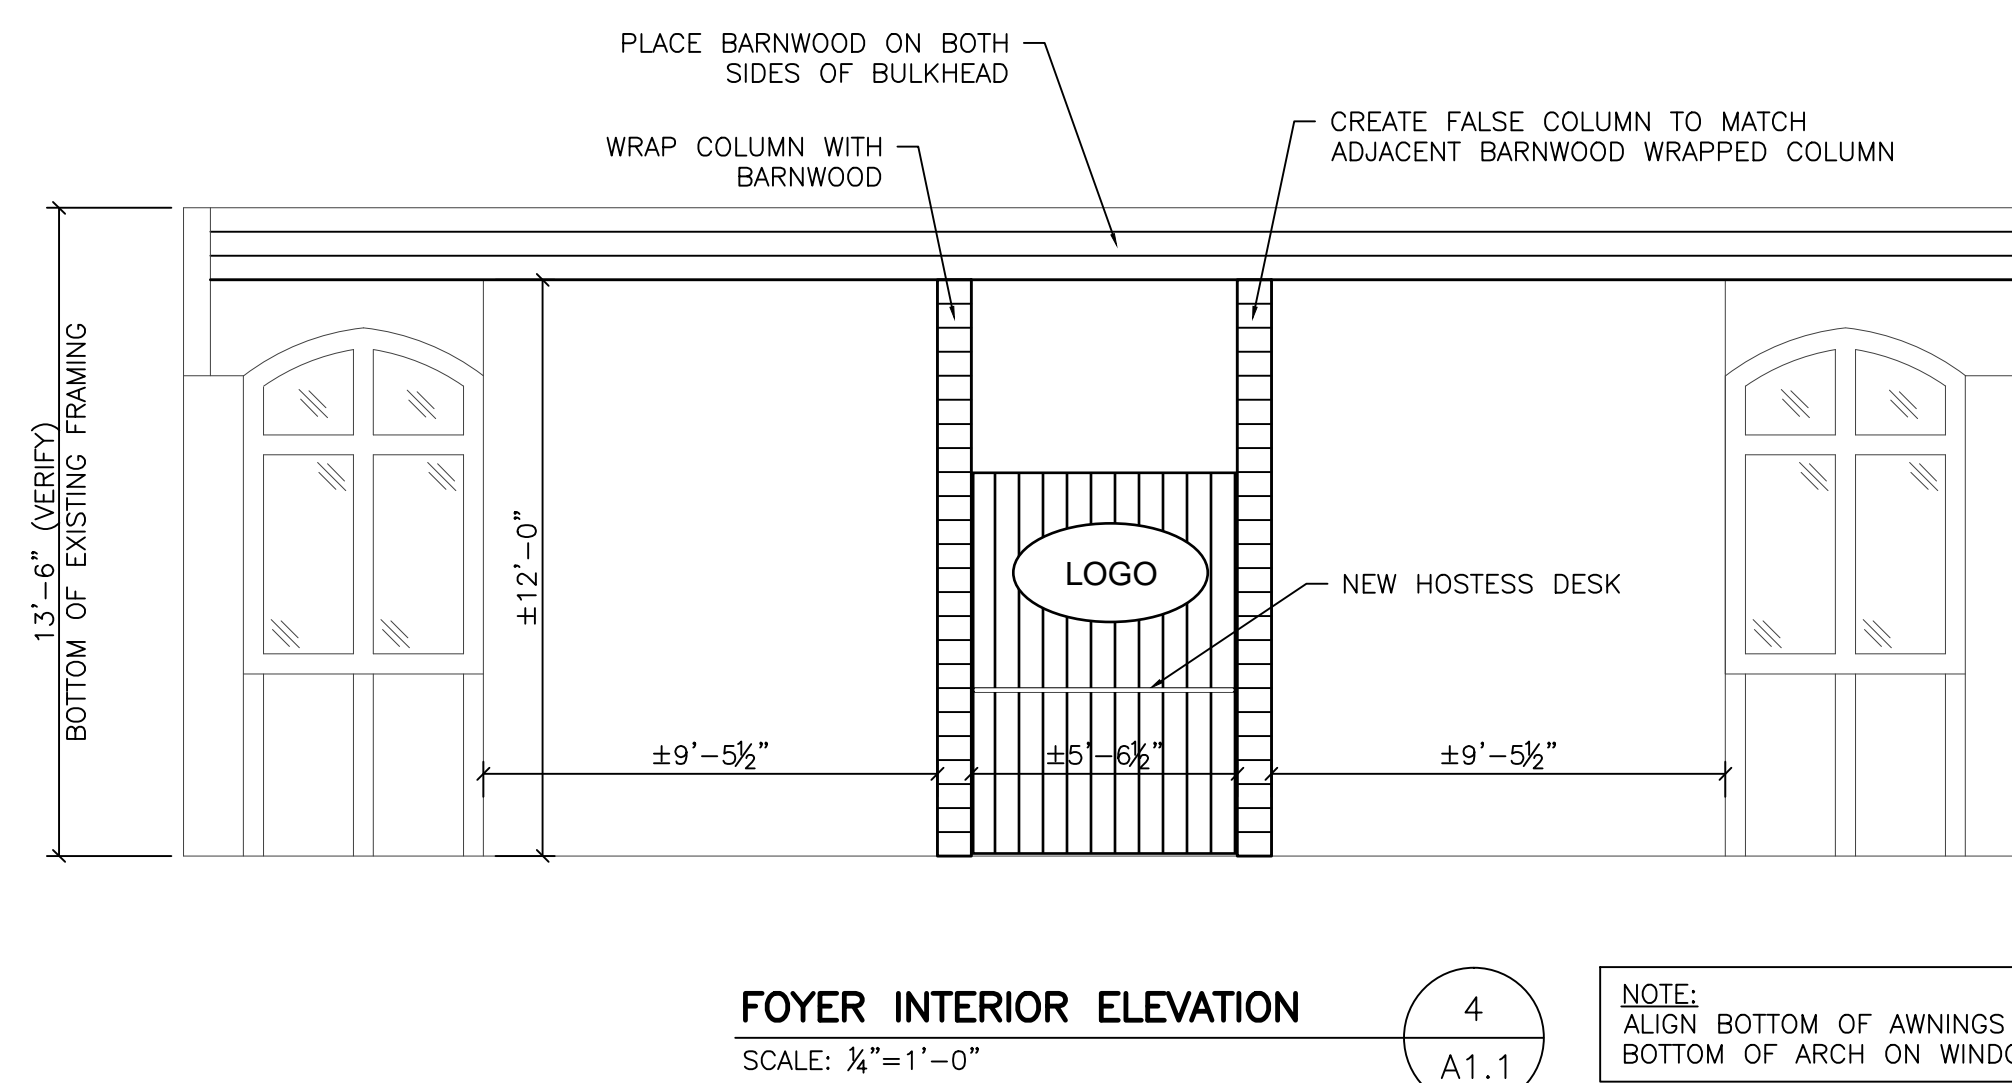 PLACE BARNWOOD ON BOTH
SIDES OF BULKHEAD
WRAP COLUMN WITH
BARNWOOD
CREATE FALSE COLUMN TO MATCH
ADJACENT BARNWOOD WRAPPED COLUMN
13'-6" (VERIFY)
BOTTOM OF EXISTING FRAMING
±12'-0"
LOGO
NEW HOSTESS DESK
±9'-5½"
±5'-6½"
±9'-5½"
FOYER INTERIOR ELEVATION
SCALE: ¼"=1'-0"
4
A1.1
NOTE:
ALIGN BOTTOM OF AWNINGS
BOTTOM OF ARCH ON